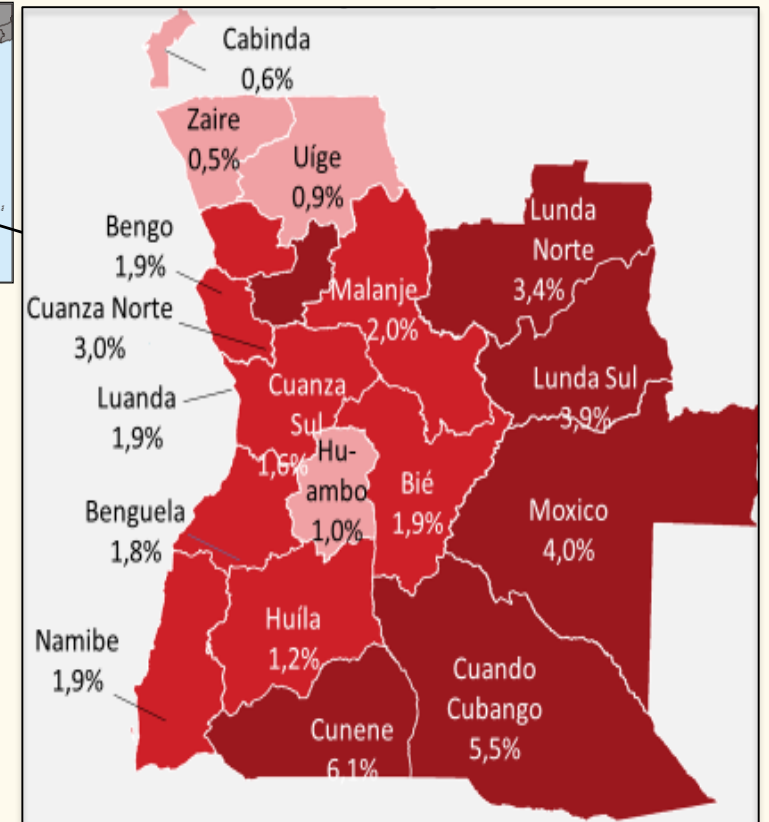 Cabinda
0,6%
Zaire
0,5%
Uíge
0,9%
Bengo
1,9%
Lunda
Norte
3,4%
Malanje
2,0%
Cuanza Norte
3,0%
Lunda Sul
3,9%
Cuanza
Sul
1,6%
Luanda
1,9%
Hu-
ambo
1,0%
Bié
1,9%
Moxico
4,0%
Benguela
1,8%
Huíla
1,2%
Namibe
1,9%
Cuando
Cubango
5,5%
Cunene
6,1%